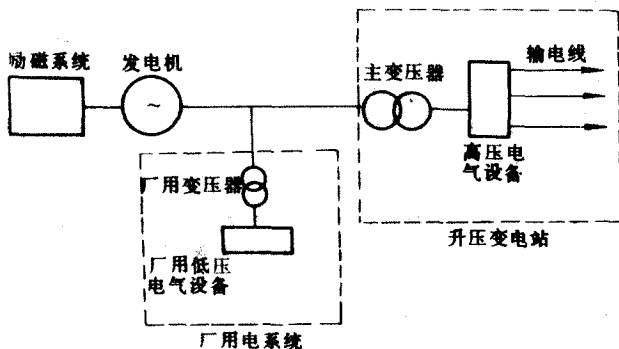 励磁系统
发电机
~
主变压器
输电线
高压电
气设备
升压变电站
厂用变压器
厂用低压
电气设备
厂用电系统